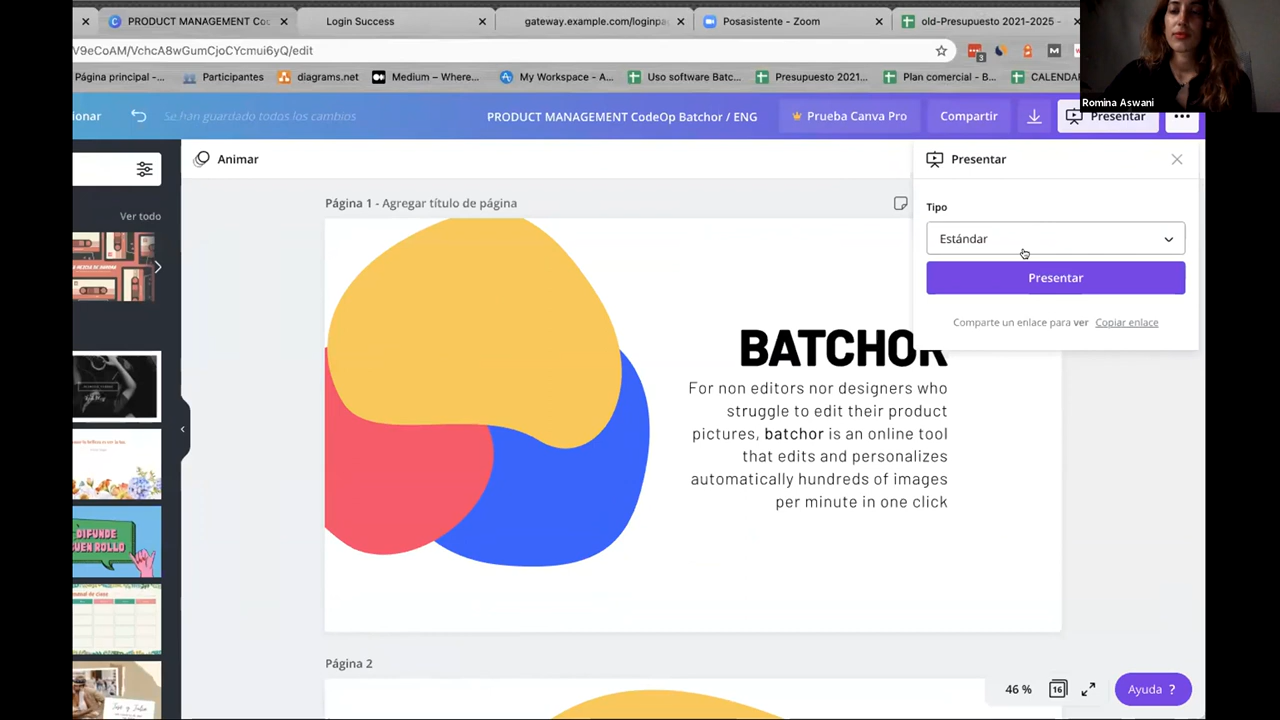 PRODUCT MANAGEMENT Coc
Login Success
gateway.example.com/loginpa
Posasistente - Zoom
old-Presupuesto 2021-2025 -
V9eCoAM/VchcA8wGumCjoCYcmui6yQ/edit
3
M
Página principal -...
Participantes
diagrams.net
Medium – Where...
My Workspace - A...
Uso software Batc...
Presupuesto 2021...
Plan comercial - B...
CALENDA
Romina Aswani
ionar
Se han guardado todos los cambios
PRODUCT MANAGEMENT CodeOp Batchor / ENG
Prueba Canva Pro
Compartir
Presentar
Animar
Presentar
Ver todo
Página 1 - Agregar título de página
Tipo
Estándar
Presentar
Comparte un enlace para ver Copiar enlace
BATCHOR
For non editors nor designers who
struggle to edit their product
pictures, batchor is an online tool
that edits and personalizes
automatically hundreds of images
per minute in one click
DIFUNDE
UEN ROLLO
Página 2
46 %
16
Ayuda ?